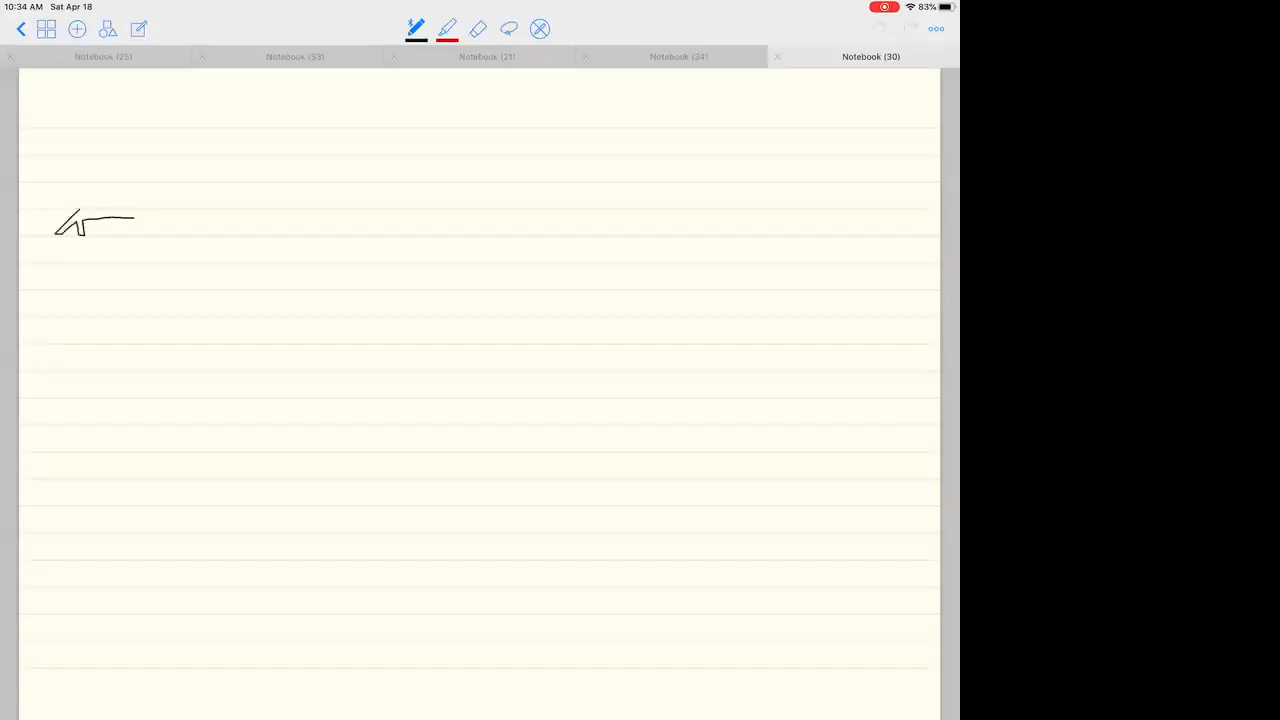 10:34 AM Sat Apr 18 83%
Notebook (25) Notebook (33) Notebook (21) Notebook (34) Notebook (30)